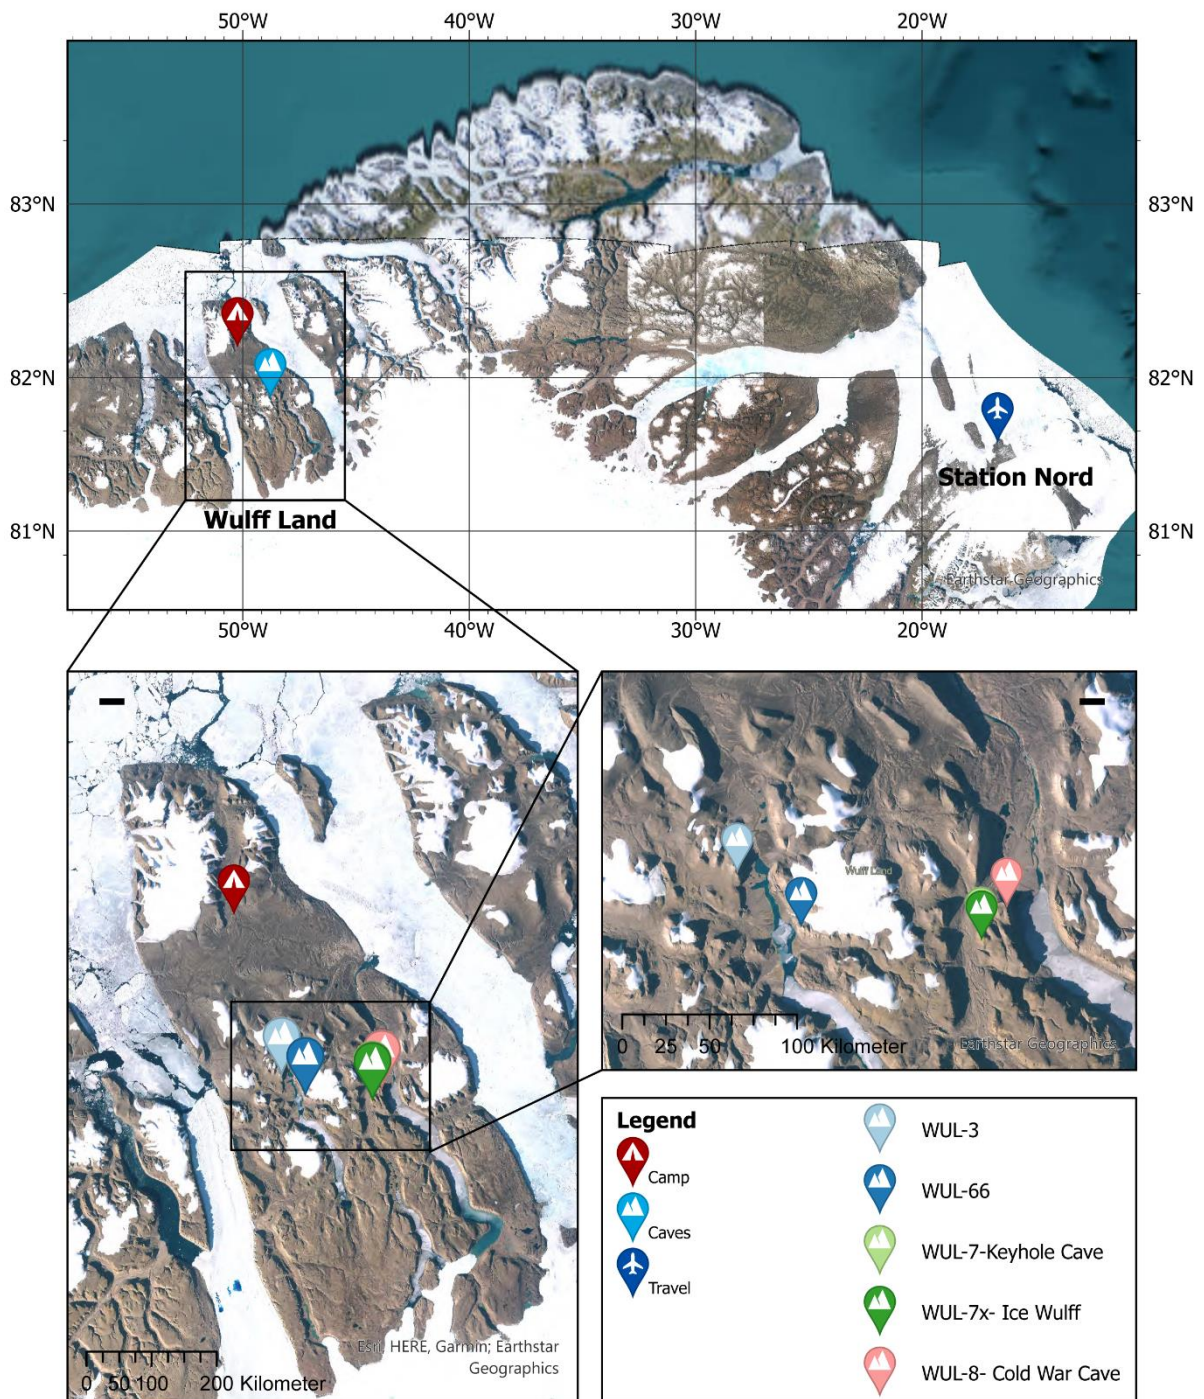 50°W 40°W 30°W 20°W
83°N 83°N
82°N 82°N
Station Nord
Wulff Land
81°N 81°N
Earthstar Geographics
50°W 40°W 30°W 20°W
Esri, HERE, Garmin; Earthstar
Geographics
0 50 100 200 Kilometer
Wulff Land
0 25 50 100 Kilometer
Earthstar Geographics
Legend
Camp
Caves
Travel
WUL-3
WUL-66
WUL-7-Keyhole Cave
WUL-7x- Ice Wulff
WUL-8- Cold War Cave